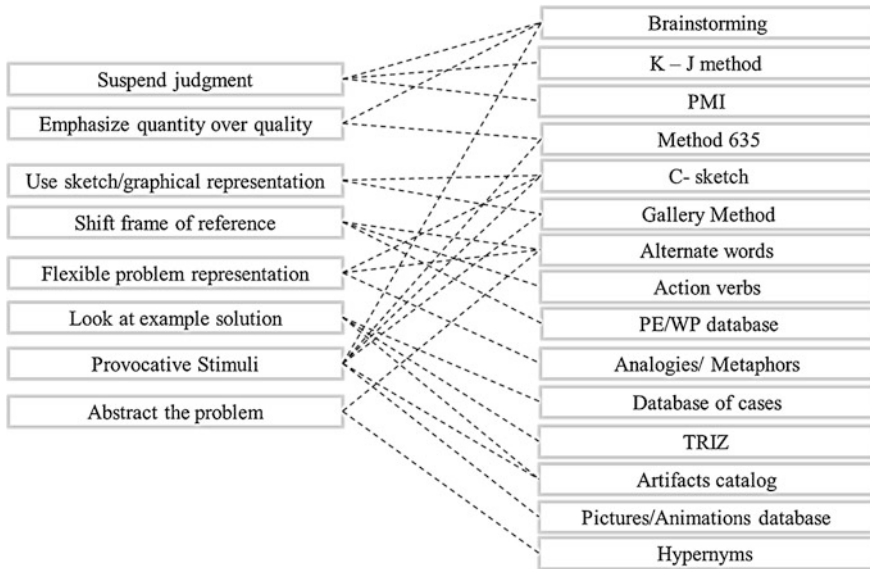 Suspend judgment
Emphasize quantity over quality
Use sketch/graphical representation
Shift frame of reference
Flexible problem representation
Look at example solution
Provocative Stimuli
Abstract the problem
Brainstorming
K – J method
PMI
Method 635
C- sketch
Gallery Method
Alternate words
Action verbs
PE/WP database
Analogies/ Metaphors
Database of cases
TRIZ
Artifacts catalog
Pictures/Animations database
Hypernyms